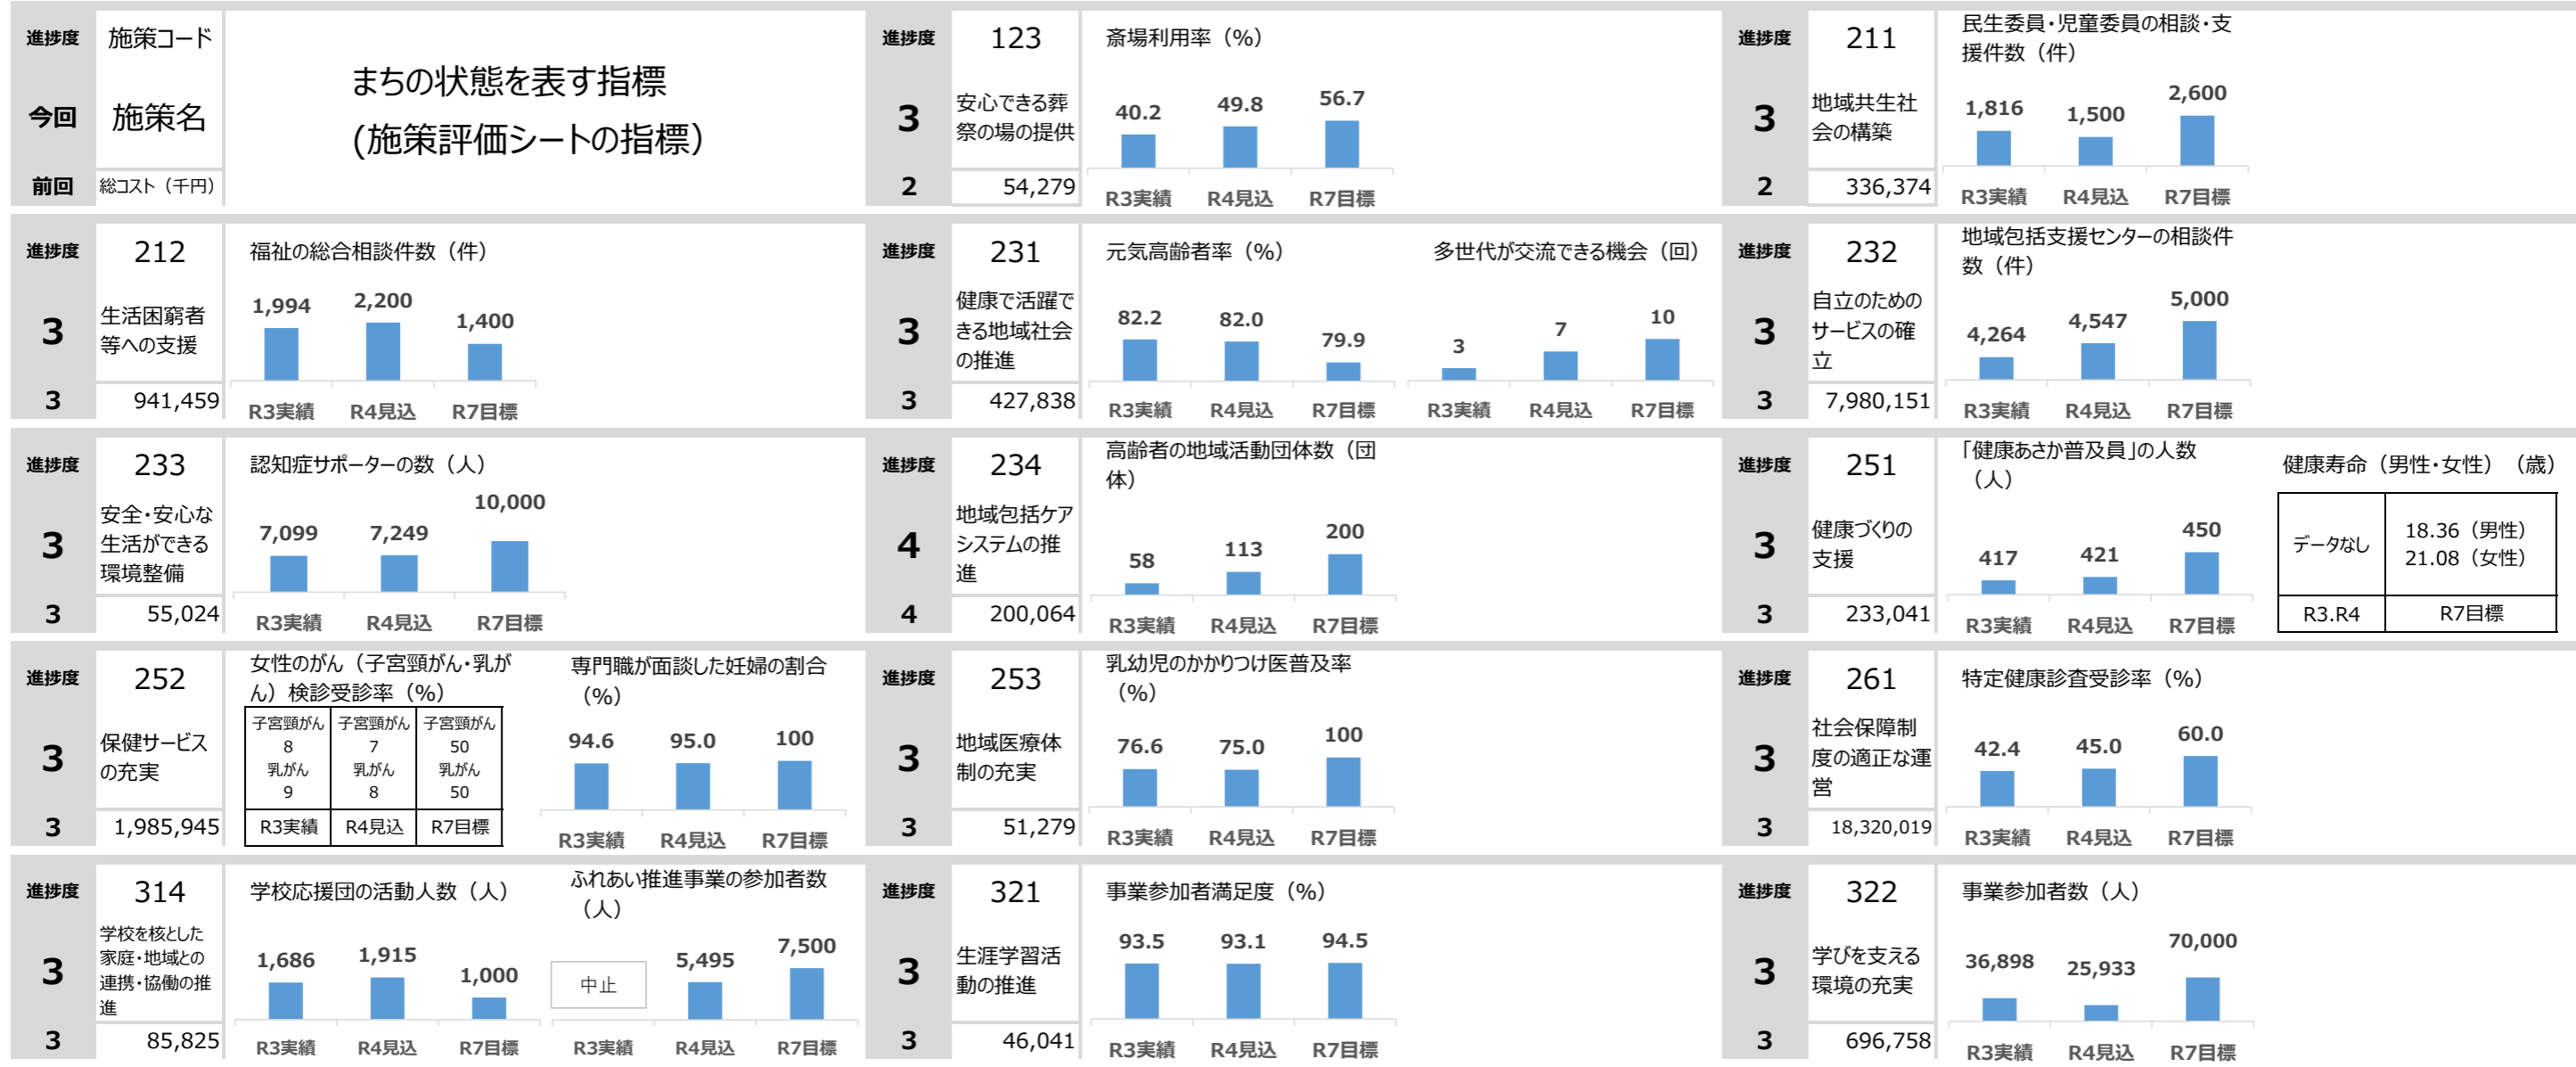 進捗度
施策コード
まちの状態を表す指標
(施策評価シートの指標)
今回
施策名
前回
総コスト（千円）
進捗度
123
斎場利用率（%）
3
安心できる葬
祭の場の提供
40.2
49.8
56.7
2
54,279
R3実績
R4見込
R7目標
進捗度
211
民生委員・児童委員の相談・支
援件数（件）
3
地域共生社
会の構築
1,816
1,500
2,600
2
336,374
R3実績
R4見込
R7目標
進捗度
212
福祉の総合相談件数（件）
3
生活困窮者
等への支援
1,994
2,200
1,400
3
941,459
R3実績
R4見込
R7目標
進捗度
231
元気高齢者率（%）
多世代が交流できる機会（回）
3
健康で活躍で
きる地域社会
の推進
82.2
82.0
79.9
3
7
10
3
427,838
R3実績
R4見込
R7目標
R3実績
R4見込
R7目標
進捗度
232
地域包括支援センターの相談件
数（件）
3
自立のための
サービスの確
立
4,264
4,547
5,000
3
7,980,151
R3実績
R4見込
R7目標
進捗度
233
認知症サポーターの数（人）
3
安全・安心な
生活ができる
環境整備
7,099
7,249
10,000
3
55,024
R3実績
R4見込
R7目標
進捗度
234
高齢者の地域活動団体数（団
体）
4
地域包括ケア
システムの推
進
58
113
200
4
200,064
R3実績
R4見込
R7目標
進捗度
251
「健康あさか普及員」の人数
（人）
健康寿命（男性・女性）（歳）
3
健康づくりの
支援
417
421
450
データなし
18.36（男性）
21.08（女性）
3
233,041
R3実績
R4見込
R7目標
R3.R4
R7目標
進捗度
252
女性のがん（子宮頸がん・乳が
ん）検診受診率（%）
専門職が面談した妊婦の割合
（%）
3
保健サービス
の充実
子宮頸がん
8
乳がん
9
子宮頸がん
7
乳がん
8
子宮頸がん
50
乳がん
50
94.6
95.0
100
3
1,985,945
R3実績
R4見込
R7目標
R3実績
R4見込
R7目標
進捗度
253
乳幼児のかかりつけ医普及率
（%）
3
地域医療体
制の充実
76.6
75.0
100
3
51,279
R3実績
R4見込
R7目標
進捗度
261
特定健康診査受診率（%）
3
社会保障制
度の適正な運
営
42.4
45.0
60.0
3
18,320,019
R3実績
R4見込
R7目標
進捗度
314
学校応援団の活動人数（人）
ふれあい推進事業の参加者数
（人）
3
学校を核とした
家庭・地域との
連携・協働の推
進
1,686
1,915
1,000
中止
5,495
7,500
3
85,825
R3実績
R4見込
R7目標
R3実績
R4見込
R7目標
進捗度
321
事業参加者満足度（%）
3
生涯学習活
動の推進
93.5
93.1
94.5
3
46,041
R3実績
R4見込
R7目標
進捗度
322
事業参加者数（人）
3
学びを支える
環境の充実
36,898
25,933
70,000
3
696,758
R3実績
R4見込
R7目標